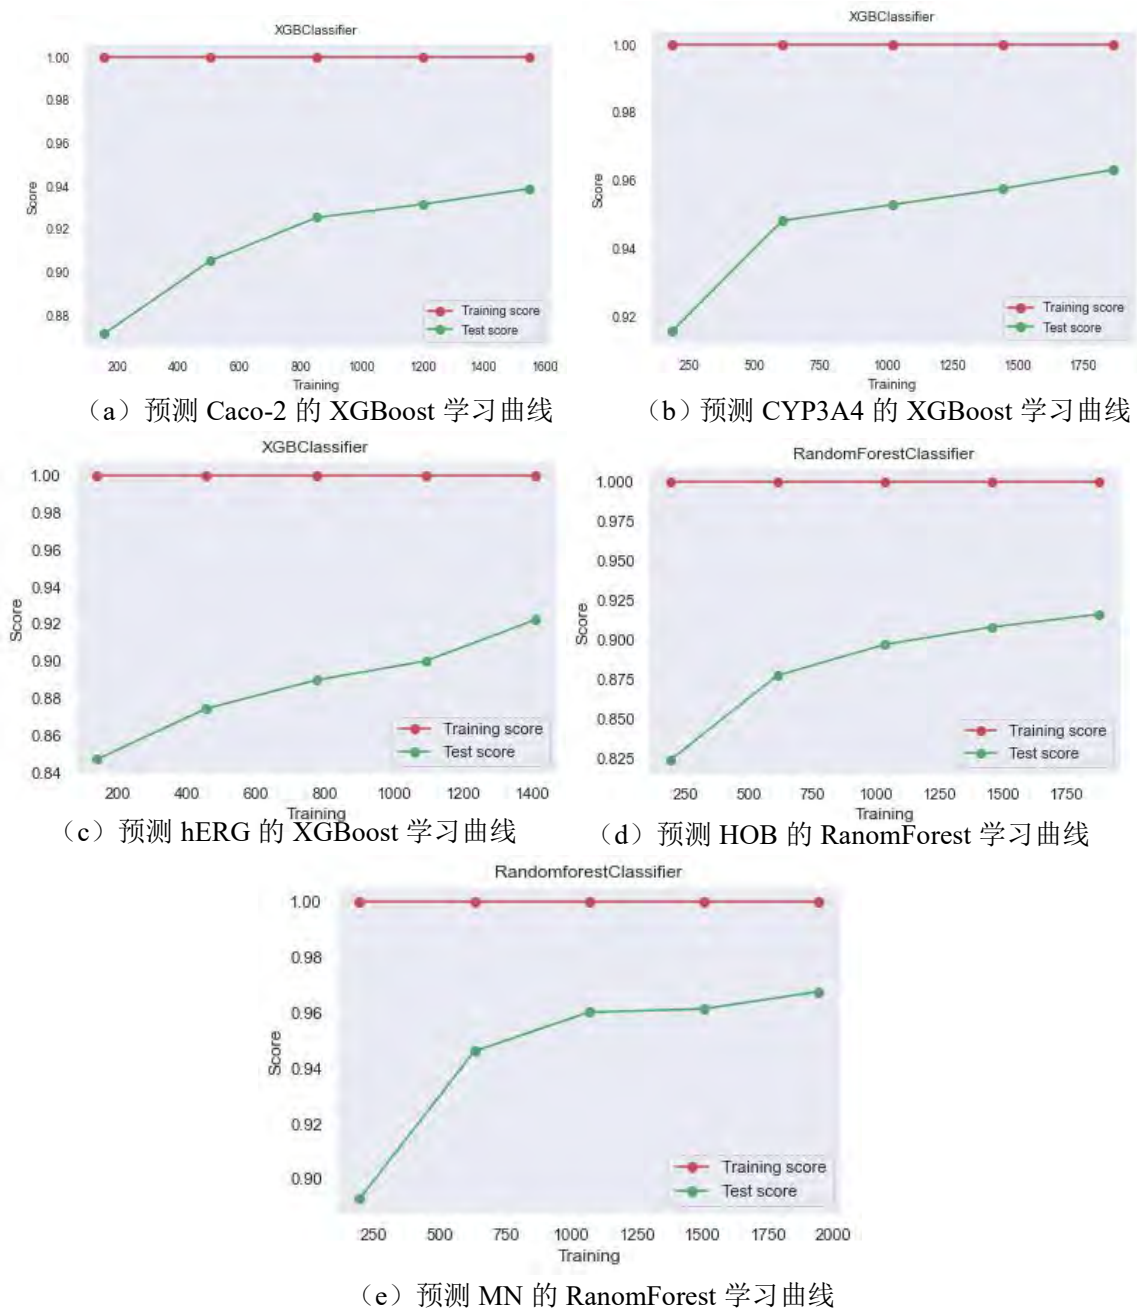 XGBClassifier
1.00
0.98
0.96
0.94
0.92
0.90
0.88
Score
Training score
Test score
200 400 600 800 1000 1200 1400 1600
Training
（a）预测 Caco-2 的 XGBoost 学习曲线
XGBClassifier
1.00
0.98
0.96
0.94
0.92
Score
Training score
Test score
250 500 750 1000 1250 1500 1750
Training
（b）预测 CYP3A4 的 XGBoost 学习曲线
XGBClassifier
1.00
0.98
0.96
0.94
0.92
0.90
0.88
0.86
0.84
Score
Training score
Test score
200 400 600 800 1000 1200 1400
Training
（c）预测 hERG 的 XGBoost 学习曲线
RandomForestClassifier
1.000
0.975
0.950
0.925
0.900
0.875
0.850
0.825
Score
Training score
Test score
250 500 750 1000 1250 1500 1750
Training
（d）预测 HOB 的 RanomForest 学习曲线
RandomforestClassifier
1.00
0.98
0.96
0.94
0.92
0.90
Score
Training score
Test score
250 500 750 1000 1250 1500 1750 2000
Training
（e）预测 MN 的 RanomForest 学习曲线